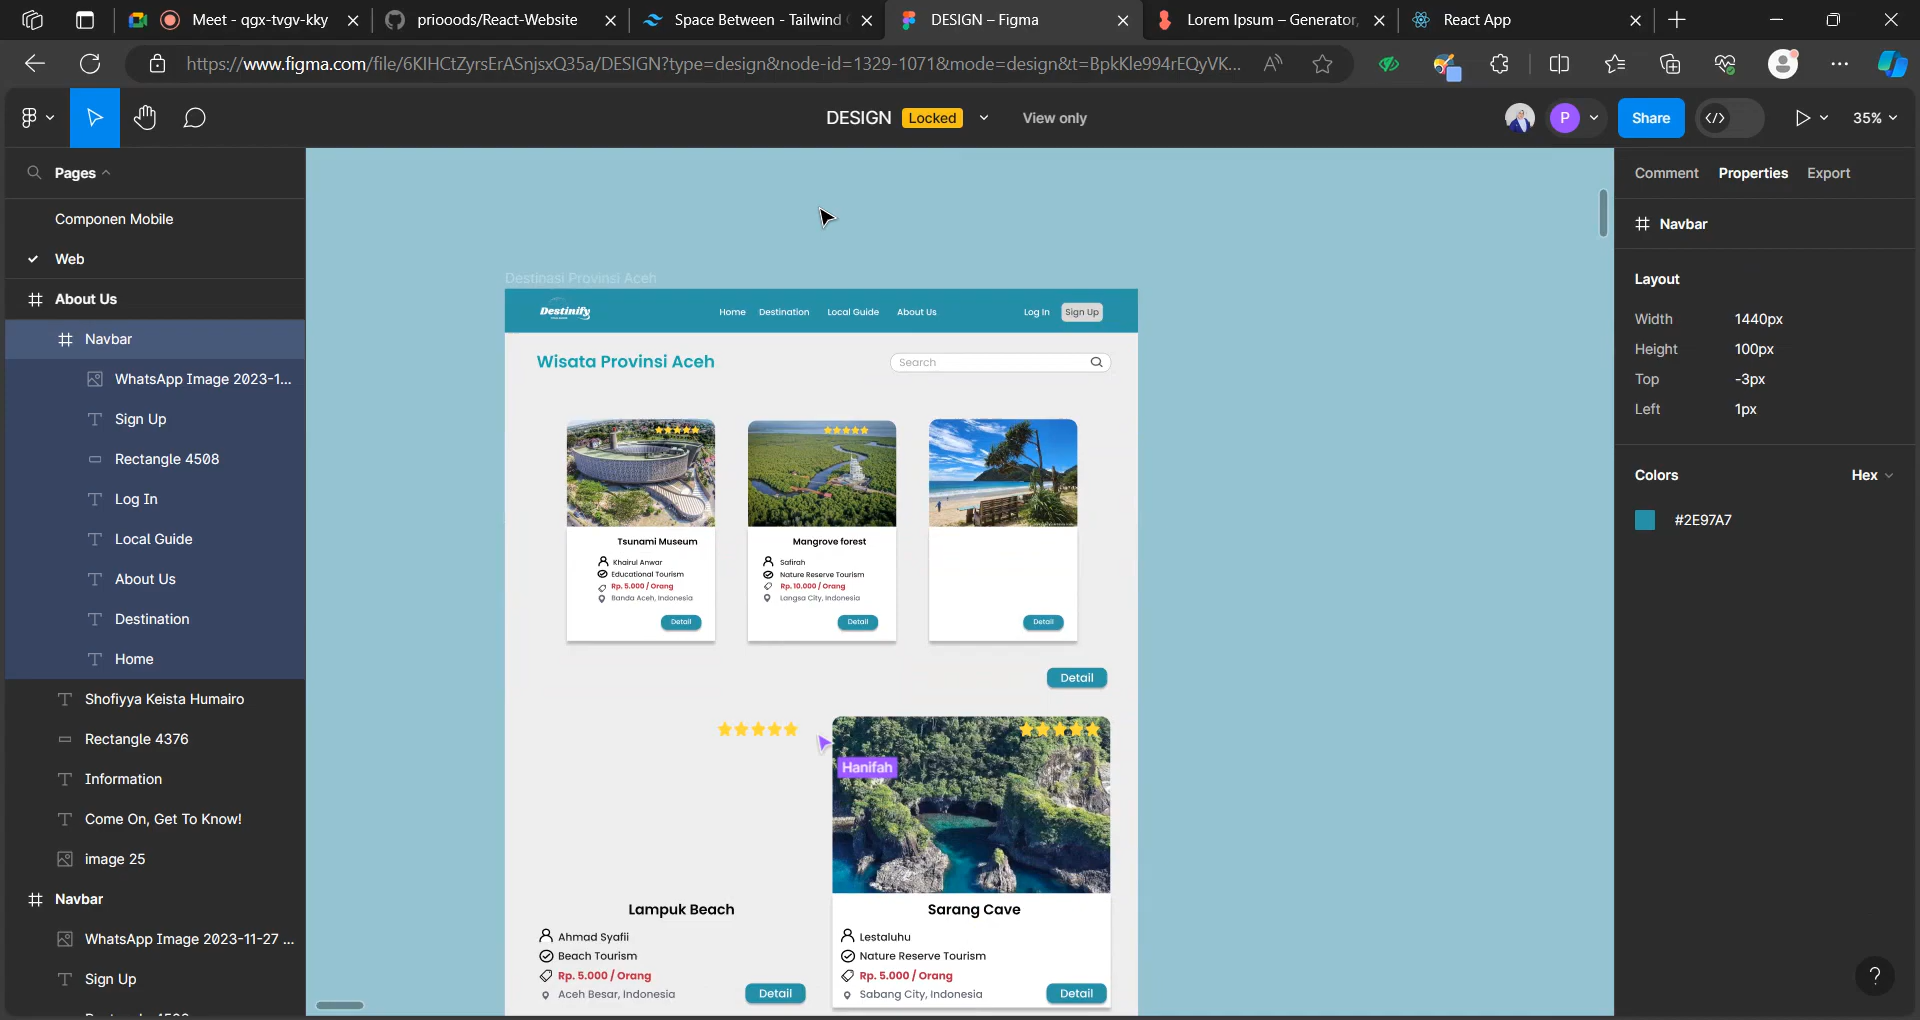 Meet - qgx-tvgv-kky
priooods/React-Website
Space Between - Tailwind
DESIGN – Figma
Lorem Ipsum – Generator,
React App
https://www.figma.com/file/6KIHCtZyrsErASnjsxQ35a/DESIGN?type=design&node-id=1329-1071&mode=design&t=BpkKle994rEQyVK...
DESIGN
Locked
View only
P
Share
35%
Pages
Componen Mobile
Web
About Us
Navbar
WhatsApp Image 2023-1...
Sign Up
Rectangle 4508
Log In
Local Guide
About Us
Destination
Home
Shofiyya Keista Humairo
Rectangle 4376
Information
Come On, Get To Know!
image 25
Navbar
WhatsApp Image 2023-11-27 ...
Sign Up
Destinasi Provinsi Aceh
Destinify
Home
Destination
Local Guide
About Us
Log In
Sign Up
Wisata Provinsi Aceh
Search
Tsunami Museum
Khairul Anwar
Educational Tourism
Rp. 5.000 / Orang
Banda Aceh, Indonesia
Detail
Mangrove forest
Safirah
Nature Reserve Tourism
Rp. 10.000 / Orang
Langsa City, Indonesia
Detail
Detail
Detail
Hanifah
Lampuk Beach
Ahmad Syafii
Beach Tourism
Rp. 5.000 / Orang
Aceh Besar, Indonesia
Detail
Sarang Cave
Lestaluhu
Nature Reserve Tourism
Rp. 5.000 / Orang
Sabang City, Indonesia
Detail
Comment
Properties
Export
Navbar
Layout
Width 1440px
Height 100px
Top -3px
Left 1px
Colors
Hex
#2E97A7
?